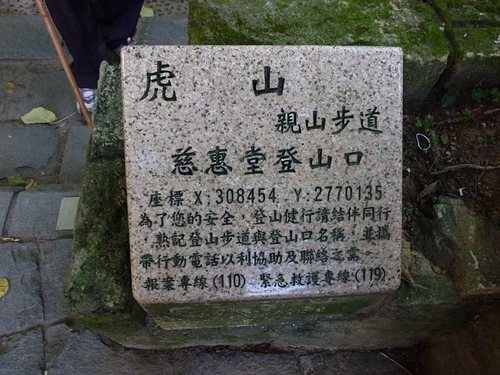 虎山
親山步道
慈惠堂登山口
座標 X:308454 . Y:2770135
為了您的安全，登山健行請結伴同行
，熟記登山步道與登山口名稱，並攜
帶行動電話以利協助及聯絡之需。
報案專線(110) 緊急救護專線(119)